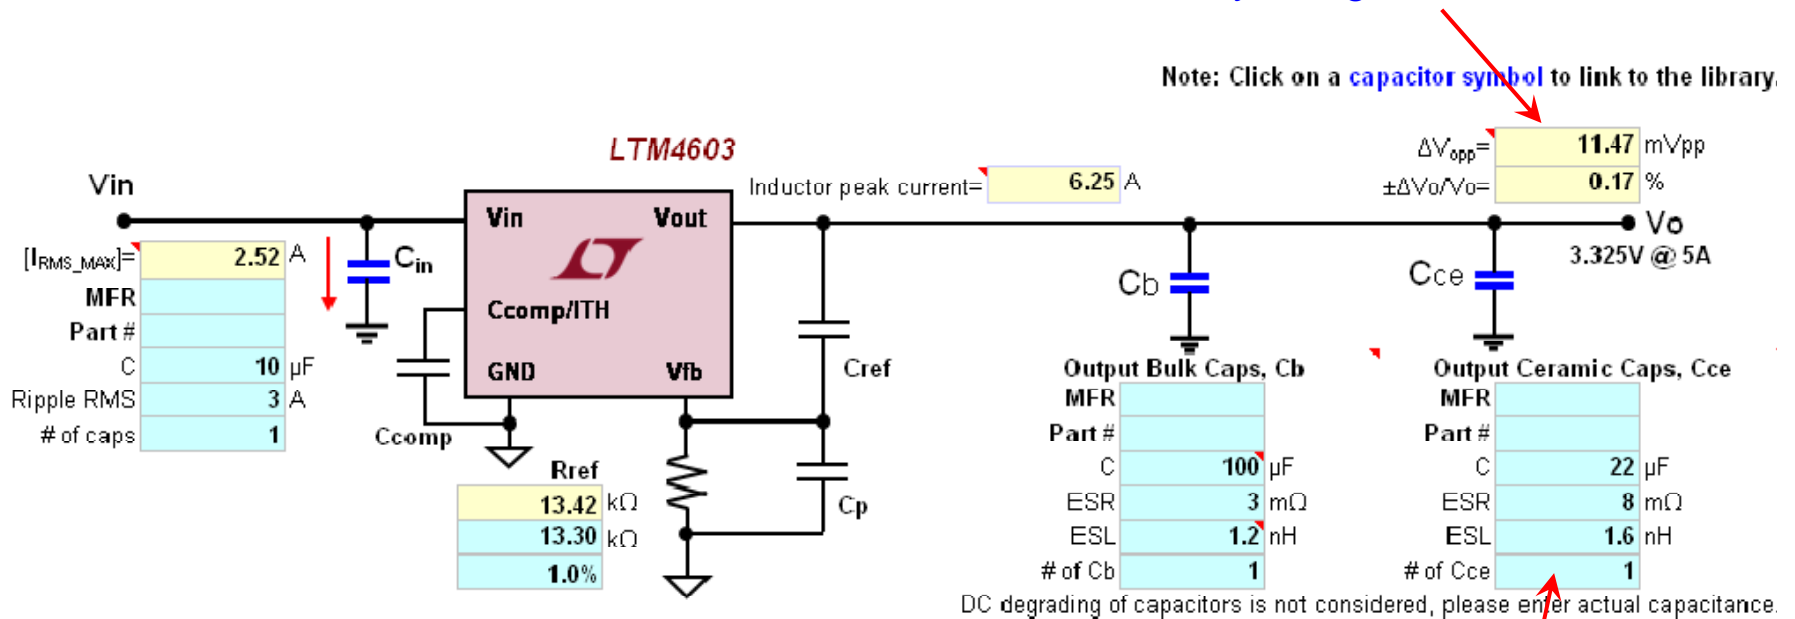 Note: Click on a capacitor symbol to link to the library.
LTM4603
ΔVopp= 11.47 mVpp
±ΔVo/Vo= 0.17 %
Inductor peak current= 6.25 A
Vin
Vin Vout
Vo
3.325V @ 5A
[IRMS_MAX]= 2.52 A
Cin
Cb
Cce
MFR
Part #
C 10 µF
Ripple RMS 3 A
# of caps 1
Ccomp/ITH
GND Vfb
Cref
Ccomp
Cp
Rref
13.42 kΩ
13.30 kΩ
1.0%
Output Bulk Caps, Cb
MFR
Part #
C 100 µF
ESR 3 mΩ
ESL 1.2 nH
# of Cb 1
Output Ceramic Caps, Cce
MFR
Part #
C 22 µF
ESR 8 mΩ
ESL 1.6 nH
# of Cce 1
DC degrading of capacitors is not considered, please enter actual capacitance.